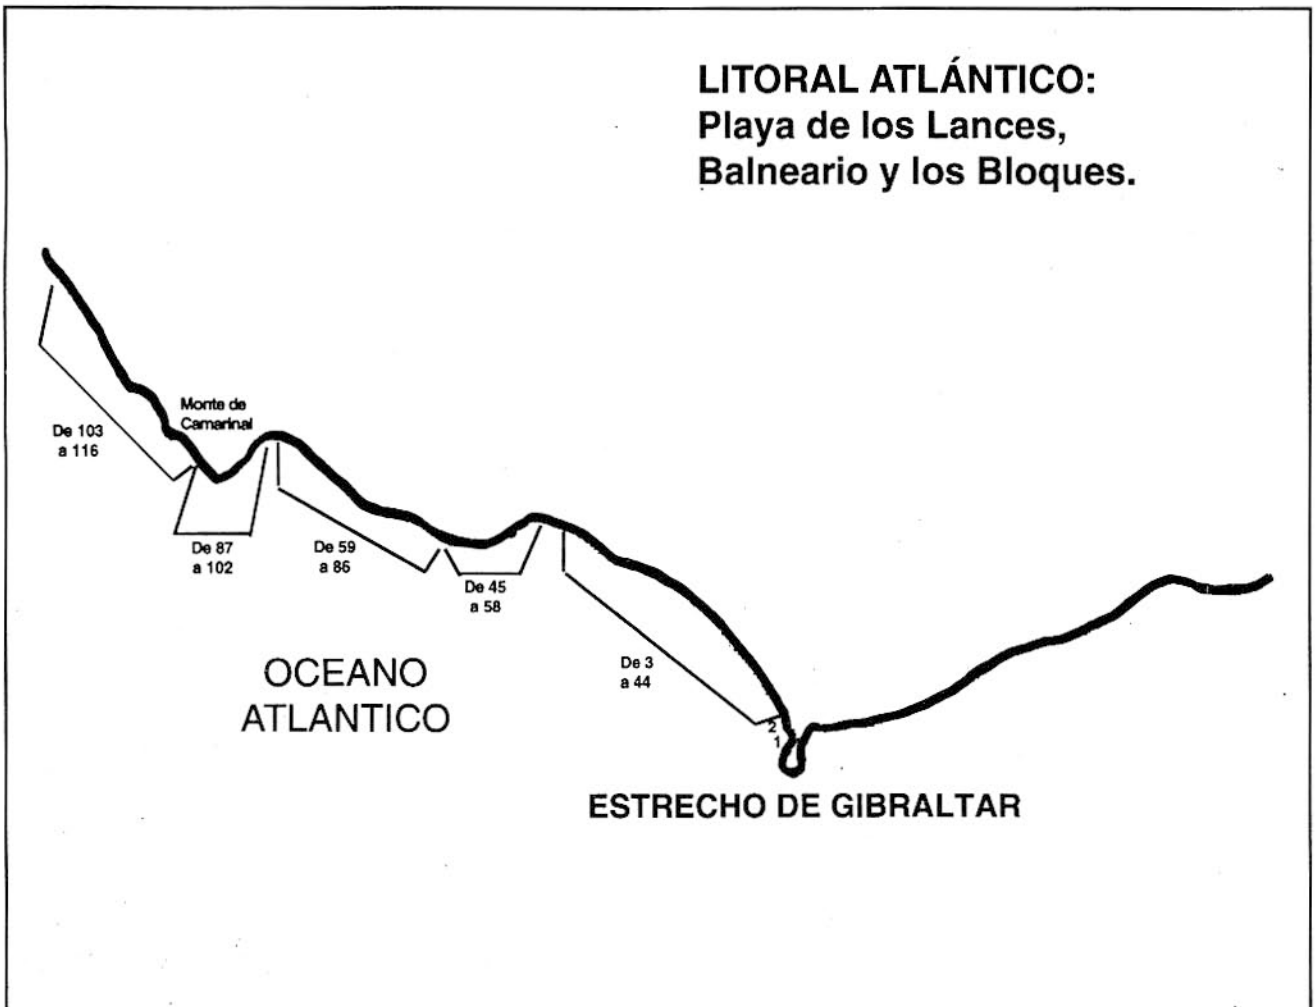 LITORAL ATLÁNTICO:
Playa de los Lances,
Balneario y los Bloques.
Monte de
Camarinal
De 103
a 116
De 87
a 102
De 59
a 86
De 45
a 58
De 3
a 44
2
1
OCEANO
ATLANTICO
ESTRECHO DE GIBRALTAR